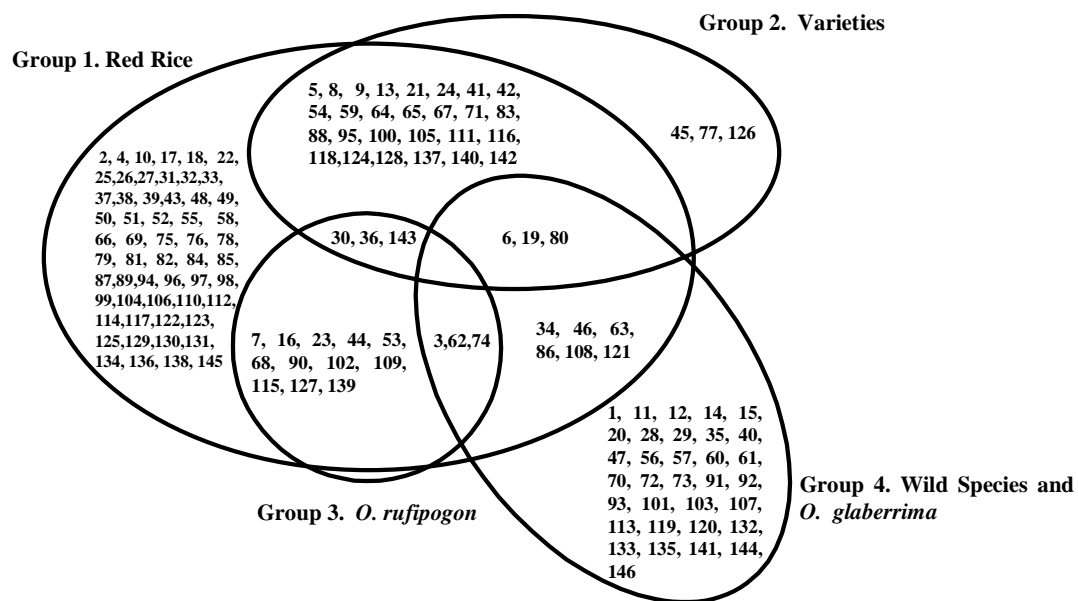 Group 2. Varieties
Group 1. Red Rice
5, 8, 9, 13, 21, 24, 41, 42,
54, 59, 64, 65, 67, 71, 83,
88, 95, 100, 105, 111, 116,
118,124,128, 137, 140, 142
45, 77, 126
2, 4, 10, 17, 18, 22,
25,26,27,31,32,33,
37,38, 39,43, 48, 49,
50, 51, 52, 55, 58,
66, 69, 75, 76, 78,
79, 81, 82, 84, 85,
87,89,94, 96, 97, 98,
99,104,106,110,112,
114,117,122,123,
125,129,130,131,
134, 136, 138, 145
30, 36, 143
6, 19, 80
7, 16, 23, 44, 53,
68, 90, 102, 109,
115, 127, 139
3,62,74
34, 46, 63,
86, 108, 121
1, 11, 12, 14, 15,
20, 28, 29, 35, 40,
47, 56, 57, 60, 61,
70, 72, 73, 91, 92,
93, 101, 103, 107,
113, 119, 120, 132,
133, 135, 141, 144,
146
Group 3. O. rufipogon
Group 4. Wild Species and
O. glaberrima